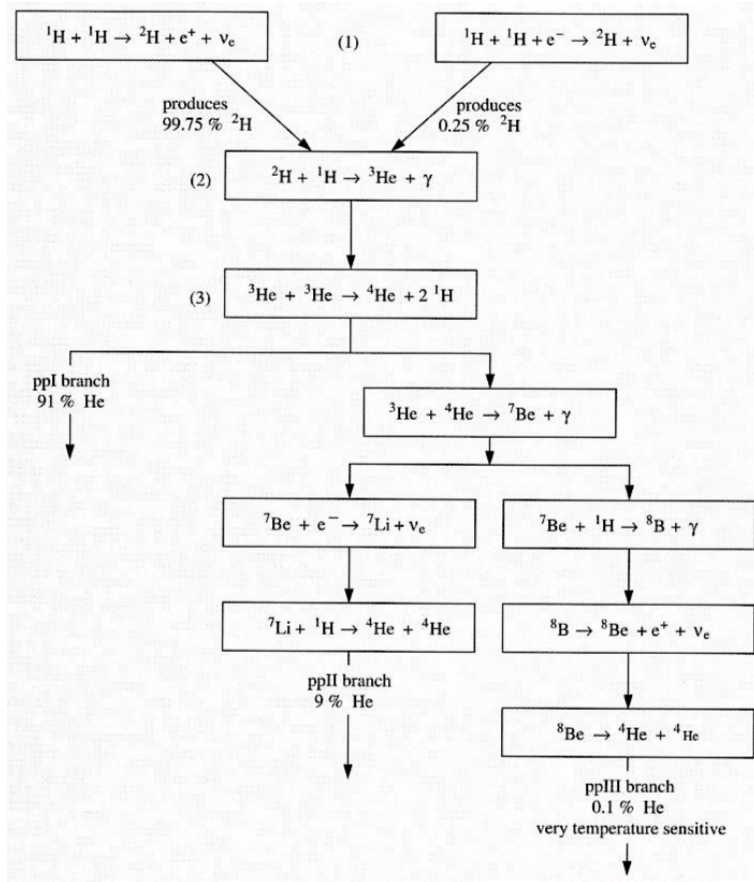 ¹H + ¹H → ²H + e⁺ + νₑ
(1)
¹H + ¹H + e⁻ → ²H + νₑ
produces
99.75 % ²H
produces
0.25 % ²H
(2)
²H + ¹H → ³He + γ
(3)
³He + ³He → ⁴He + 2 ¹H
ppI branch
91 % He
³He + ⁴He → ⁷Be + γ
⁷Be + e⁻ → ⁷Li + νₑ
⁷Be + ¹H → ⁸B + γ
⁷Li + ¹H → ⁴He + ⁴He
⁸B → ⁸Be + e⁺ + νₑ
ppII branch
9 % He
⁸Be → ⁴He + ⁴He
ppIII branch
0.1 % He
very temperature sensitive